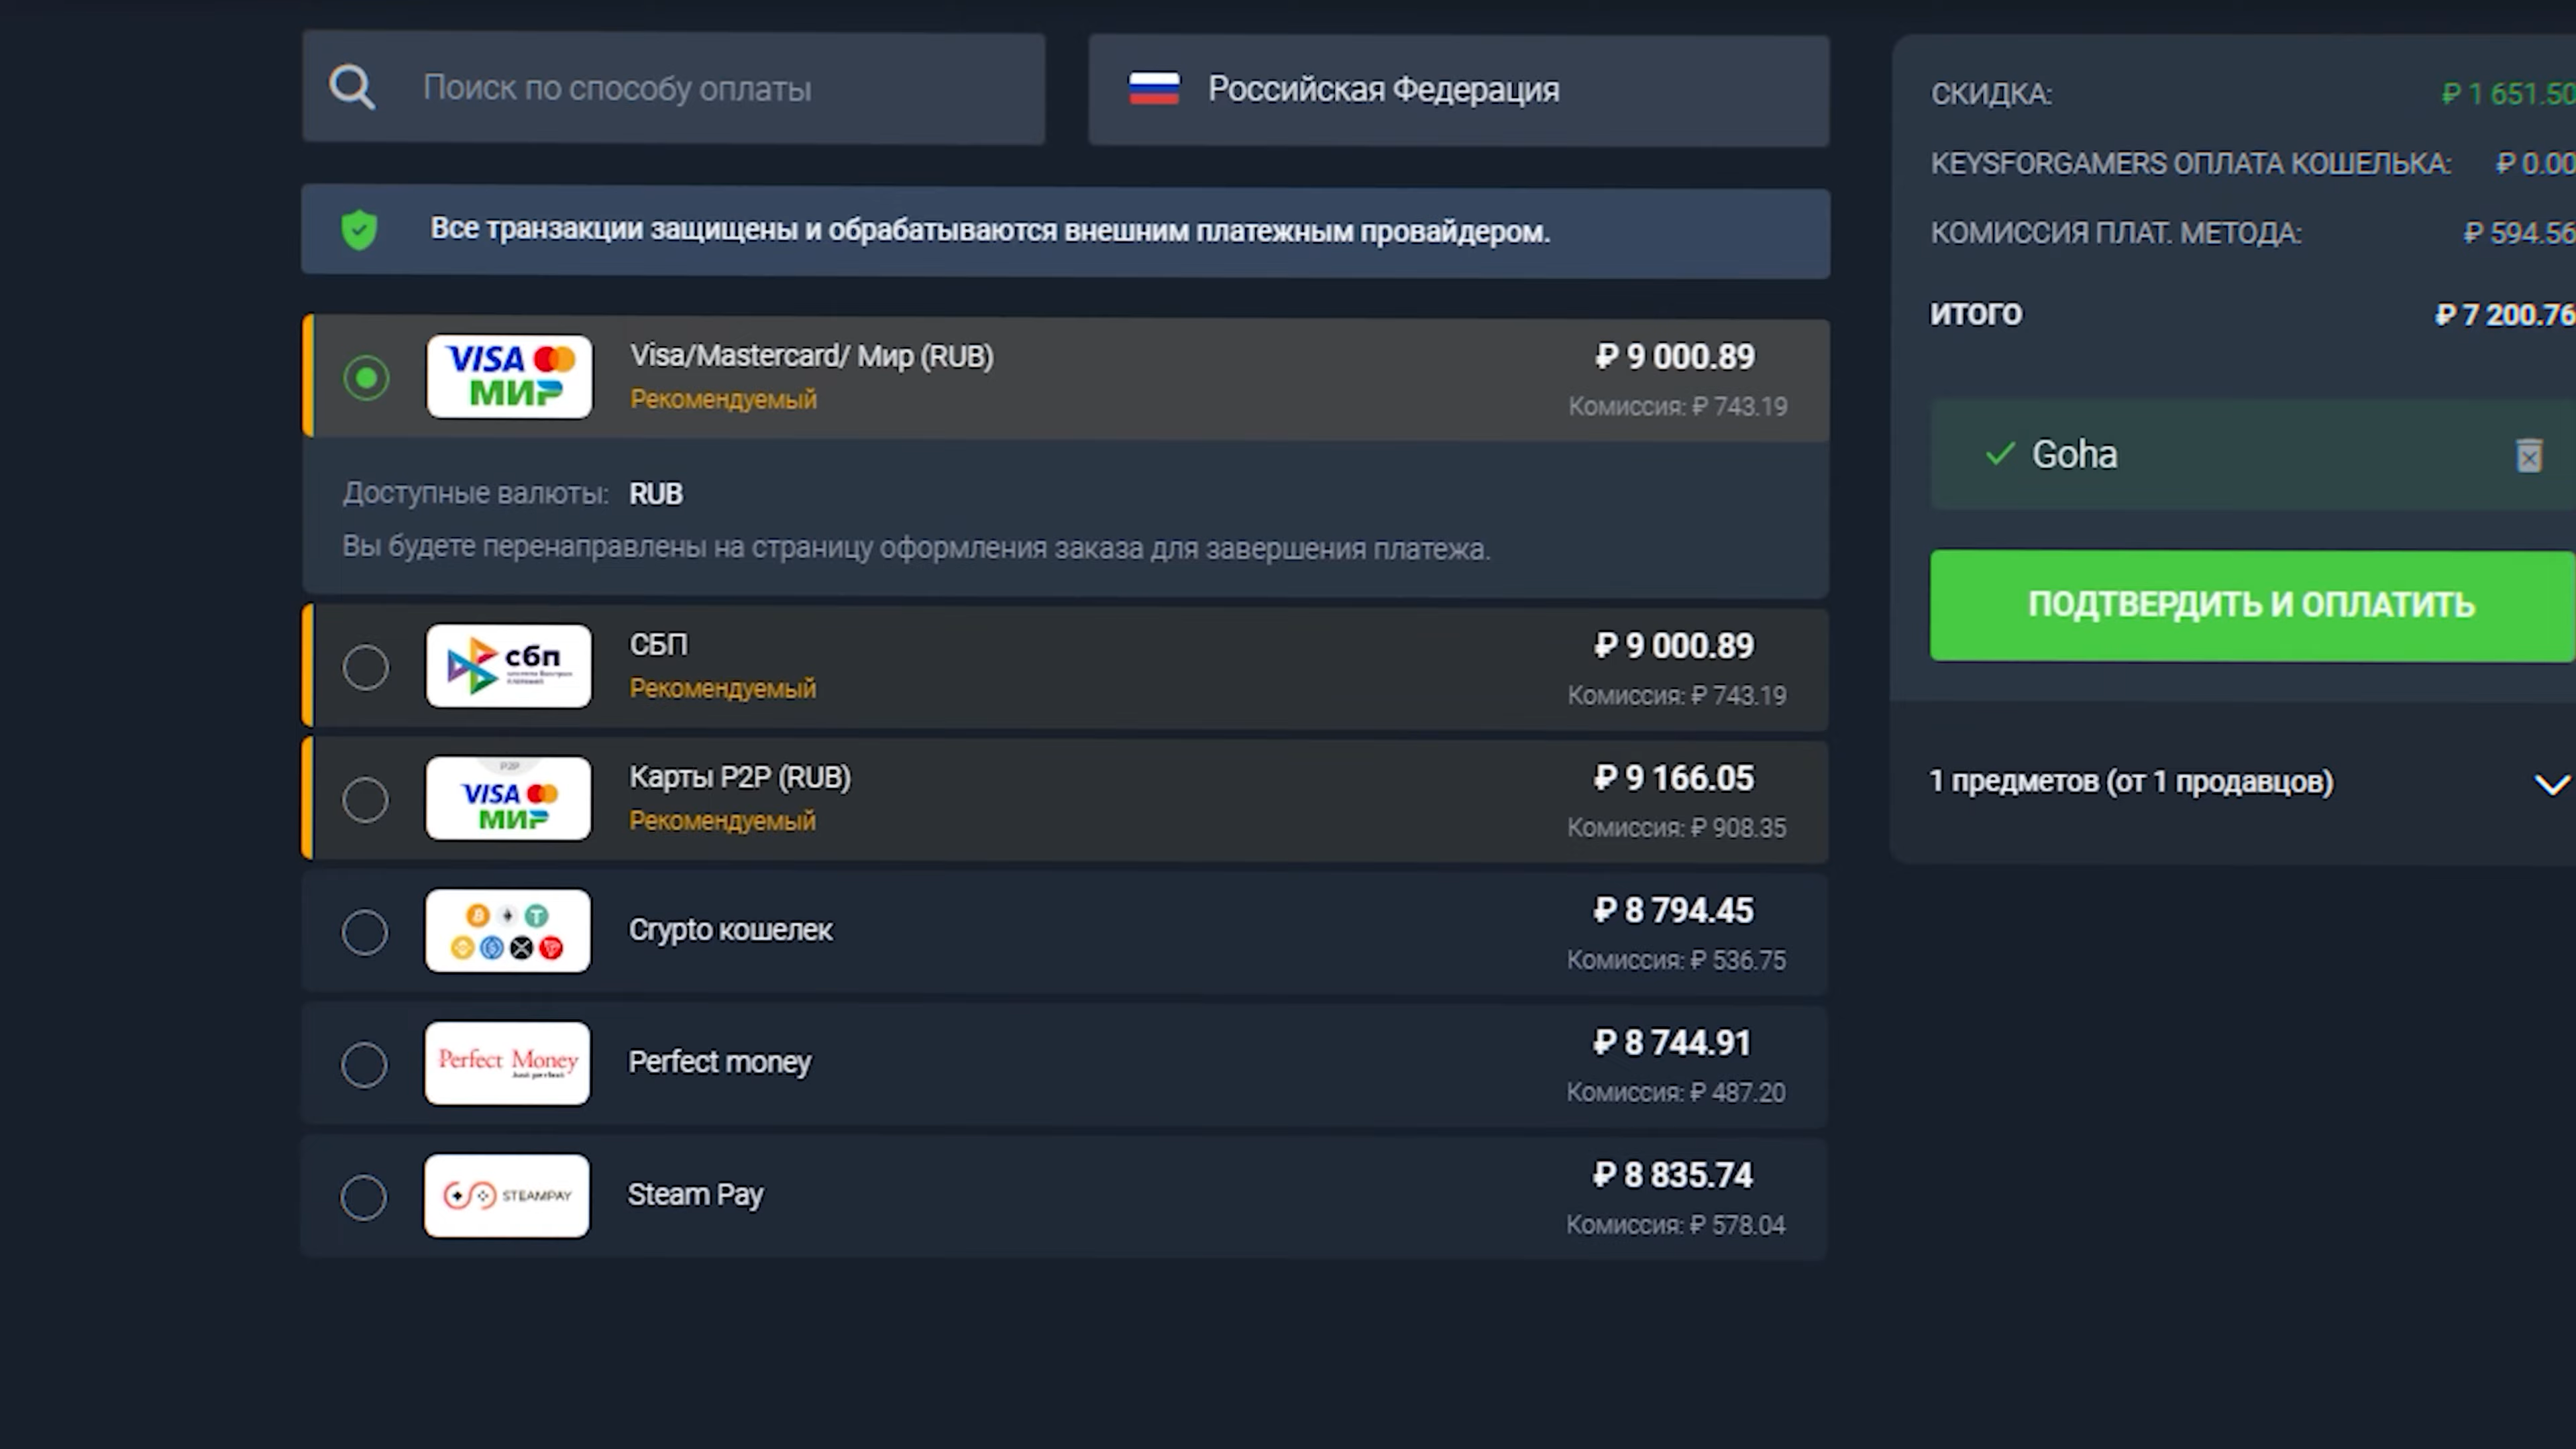 Поиск по способу оплаты
Российская Федерация
Все транзакции защищены и обрабатываются внешним платежным провайдером.
VISA
МИР
Visa/Mastercard/ Мир (RUB)
Рекомендуемый
₽ 9 000.89
Комиссия: ₽ 743.19
Доступные валюты: RUB
Вы будете перенаправлены на страницу оформления заказа для завершения платежа.
сбп
СБП
Рекомендуемый
₽ 9 000.89
Комиссия: ₽ 743.19
P2P
VISA
МИР
Карты P2P (RUB)
Рекомендуемый
₽ 9 166.05
Комиссия: ₽ 908.35
Crypto кошелек
₽ 8 794.45
Комиссия: ₽ 536.75
Perfect Money
Just perfect
Perfect money
₽ 8 744.91
Комиссия: ₽ 487.20
STEAMPAY
Steam Pay
₽ 8 835.74
Комиссия: ₽ 578.04
СКИДКА: ₽ 1 651.50
KEYSFORGAMERS ОПЛАТА КОШЕЛЬКА: ₽ 0.00
КОМИССИЯ ПЛАТ. МЕТОДА: ₽ 594.56
ИТОГО ₽ 7 200.76
Goha
ПОДТВЕРДИТЬ И ОПЛАТИТЬ
1 предметов (от 1 продавцов)